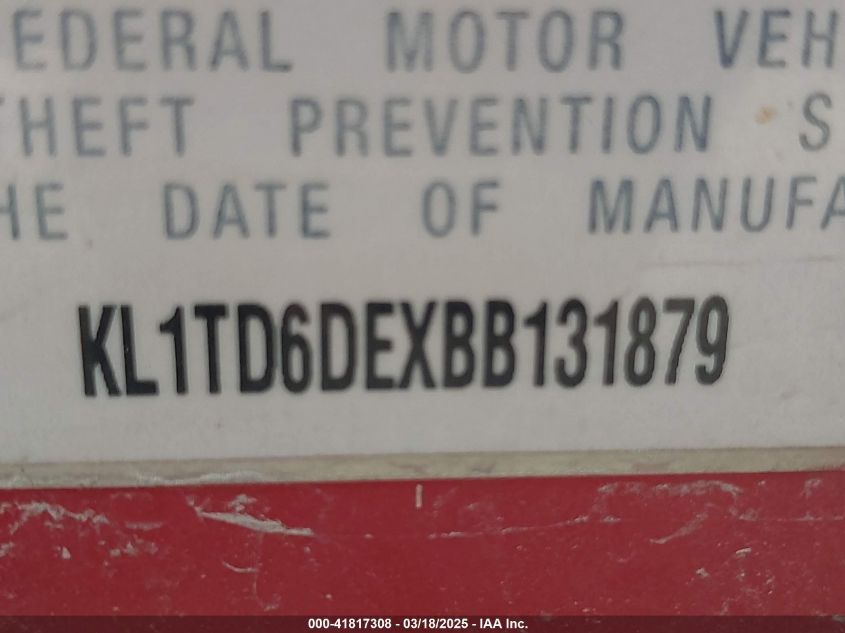 EDERAL MOTOR VEH
THEFT PREVENTION S
HE DATE OF MANUFA
KL1TD6DEXBB131879
000-41817308 - 03/18/2025 - IAA Inc.